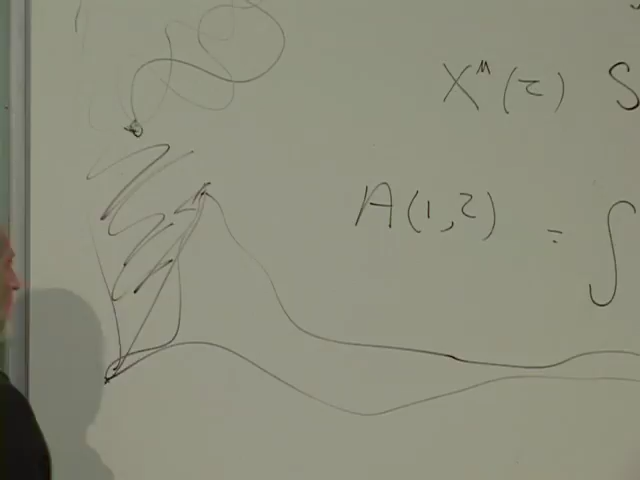 X^μ(τ) S
A(1,2) = ∫